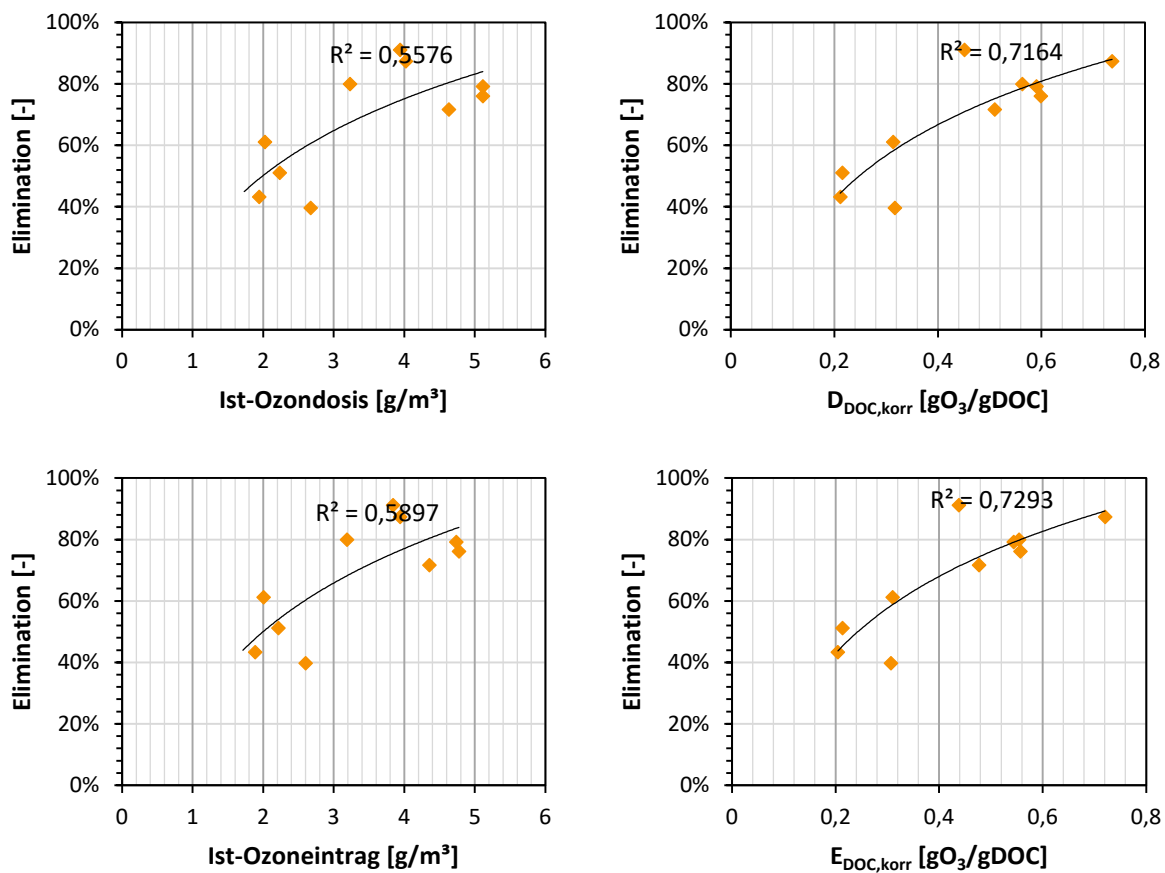 100%
R² = 0,5576
80%
60%
40%
20%
0%
Elimination [-]
0 1 2 3 4 5 6
Ist-Ozondosis [g/m³]
100%
R² = 0,7164
80%
60%
40%
20%
0%
Elimination [-]
0 0,2 0,4 0,6 0,8
D_DOC,korr [gO₃/gDOC]
100%
R² = 0,5897
80%
60%
40%
20%
0%
Elimination [-]
0 1 2 3 4 5 6
Ist-Ozoneintrag [g/m³]
100%
R² = 0,7293
80%
60%
40%
20%
0%
Elimination [-]
0 0,2 0,4 0,6 0,8
E_DOC,korr [gO₃/gDOC]